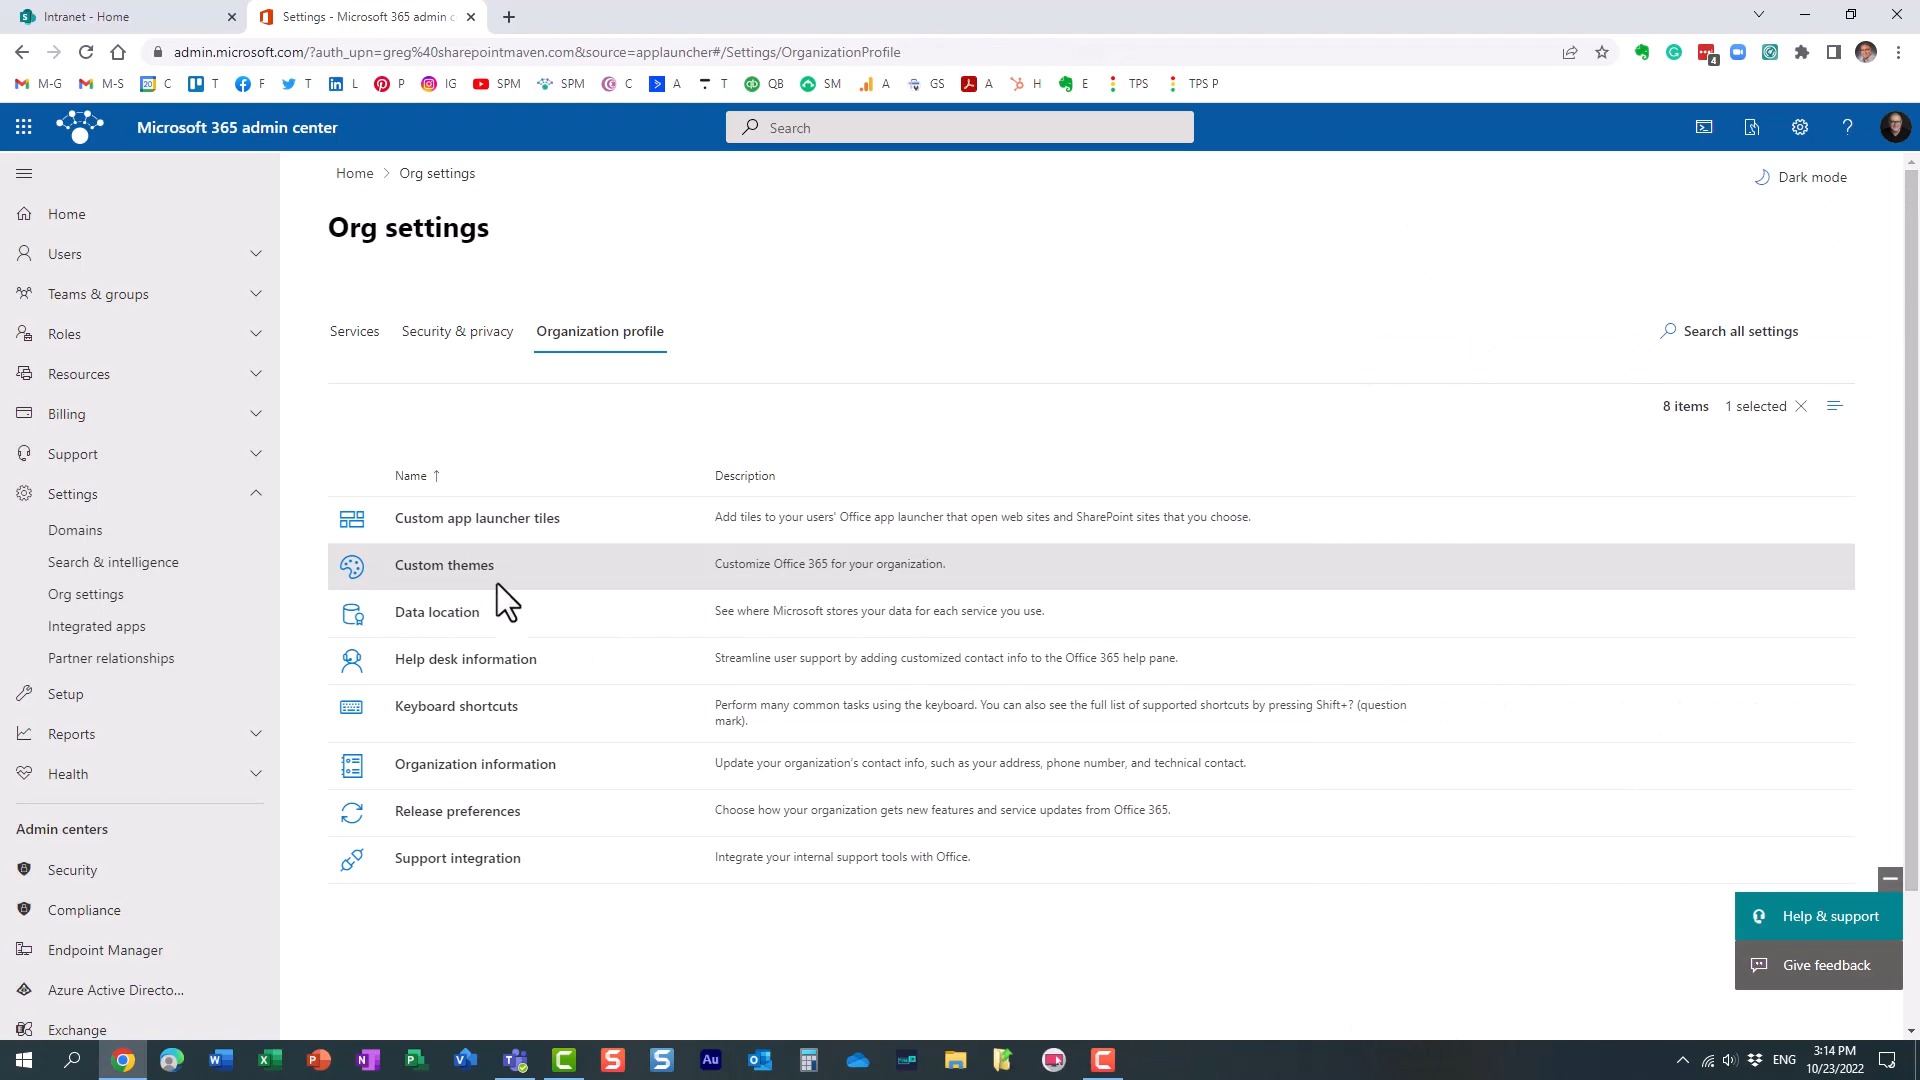 Intranet - Home
Settings - Microsoft 365 admin c
admin.microsoft.com/?auth_upn=greg%40sharepointmaven.com&source=applauncher#/Settings/OrganizationProfile
4
M-G M-S 20 C T F T L P IG SPM SPM C A T QB SM A GS A H E TPS TPS P
Microsoft 365 admin center
Search
Home > Org settings
Dark mode
Org settings
Home
Users
Teams & groups
Roles
Resources
Billing
Support
Settings
Domains
Search & intelligence
Org settings
Integrated apps
Partner relationships
Setup
Reports
Health
Admin centers
Security
Compliance
Endpoint Manager
Azure Active Directo...
Exchange
Services Security & privacy Organization profile
Search all settings
8 items 1 selected
Name ↑ Description
Custom app launcher tiles Add tiles to your users' Office app launcher that open web sites and SharePoint sites that you choose.
Custom themes Customize Office 365 for your organization.
Data location See where Microsoft stores your data for each service you use.
Help desk information Streamline user support by adding customized contact info to the Office 365 help pane.
Keyboard shortcuts Perform many common tasks using the keyboard. You can also see the full list of supported shortcuts by pressing Shift+? (question
mark).
Organization information Update your organization's contact info, such as your address, phone number, and technical contact.
Release preferences Choose how your organization gets new features and service updates from Office 365.
Support integration Integrate your internal support tools with Office.
Help & support
Give feedback
ENG
3:14 PM
10/23/2022